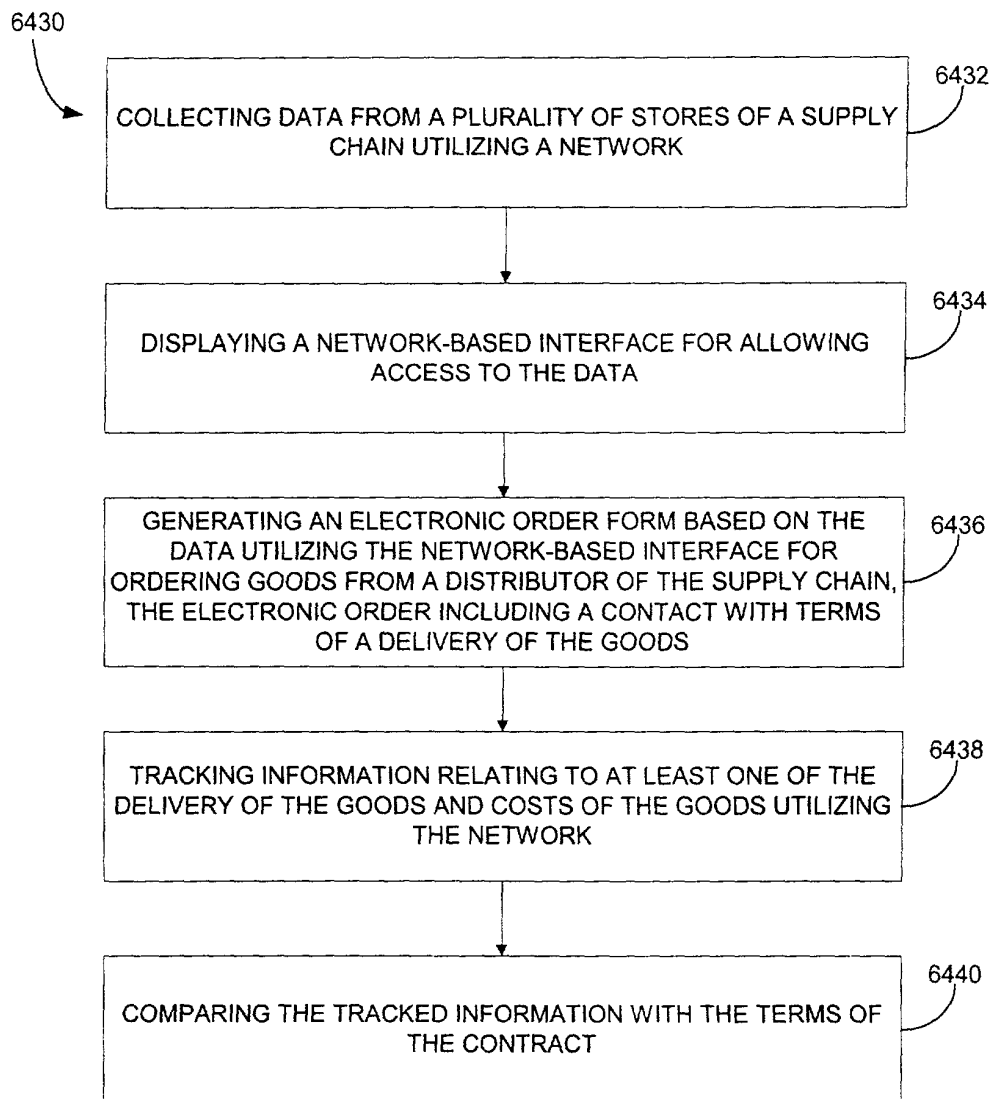 6430
6432
COLLECTING DATA FROM A PLURALITY OF STORES OF A SUPPLY
CHAIN UTILIZING A NETWORK
6434
DISPLAYING A NETWORK-BASED INTERFACE FOR ALLOWING
ACCESS TO THE DATA
6436
GENERATING AN ELECTRONIC ORDER FORM BASED ON THE
DATA UTILIZING THE NETWORK-BASED INTERFACE FOR
ORDERING GOODS FROM A DISTRIBUTOR OF THE SUPPLY CHAIN,
THE ELECTRONIC ORDER INCLUDING A CONTACT WITH TERMS
OF A DELIVERY OF THE GOODS
6438
TRACKING INFORMATION RELATING TO AT LEAST ONE OF THE
DELIVERY OF THE GOODS AND COSTS OF THE GOODS UTILIZING
THE NETWORK
6440
COMPARING THE TRACKED INFORMATION WITH THE TERMS OF
THE CONTRACT